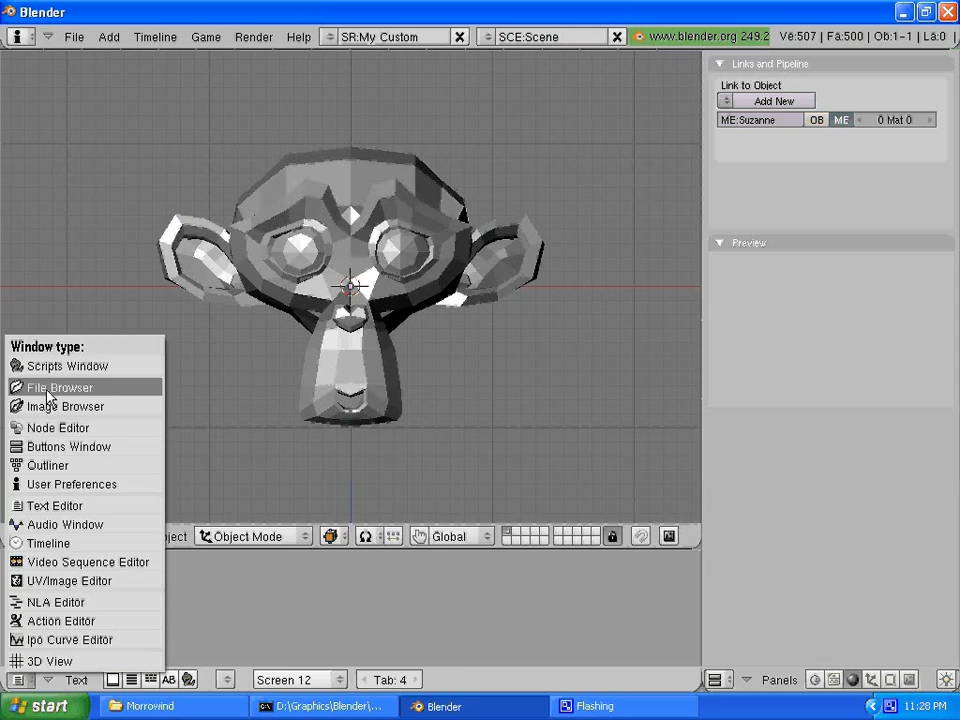 Blender
File Add Timeline Game Render Help SR:My Custom SCE:Scene www.blender.org 249.2 Ve:507 | Fa:500 | Ob:1-1 | La:0
Links and Pipeline
Link to Object
Add New
ME:Suzanne OB ME 0 Mat 0
Preview
Window type:
Scripts Window
File Browser
Image Browser
Node Editor
Buttons Window
Outliner
User Preferences
Text Editor
Audio Window
Timeline
Video Sequence Editor
UV/Image Editor
NLA Editor
Action Editor
Ipo Curve Editor
3D View
ject Object Mode Global
Text AB Screen 12 Tab: 4 Panels
start Morrowind D:\Graphics\Blender\... Blender Flashing 11:28 PM